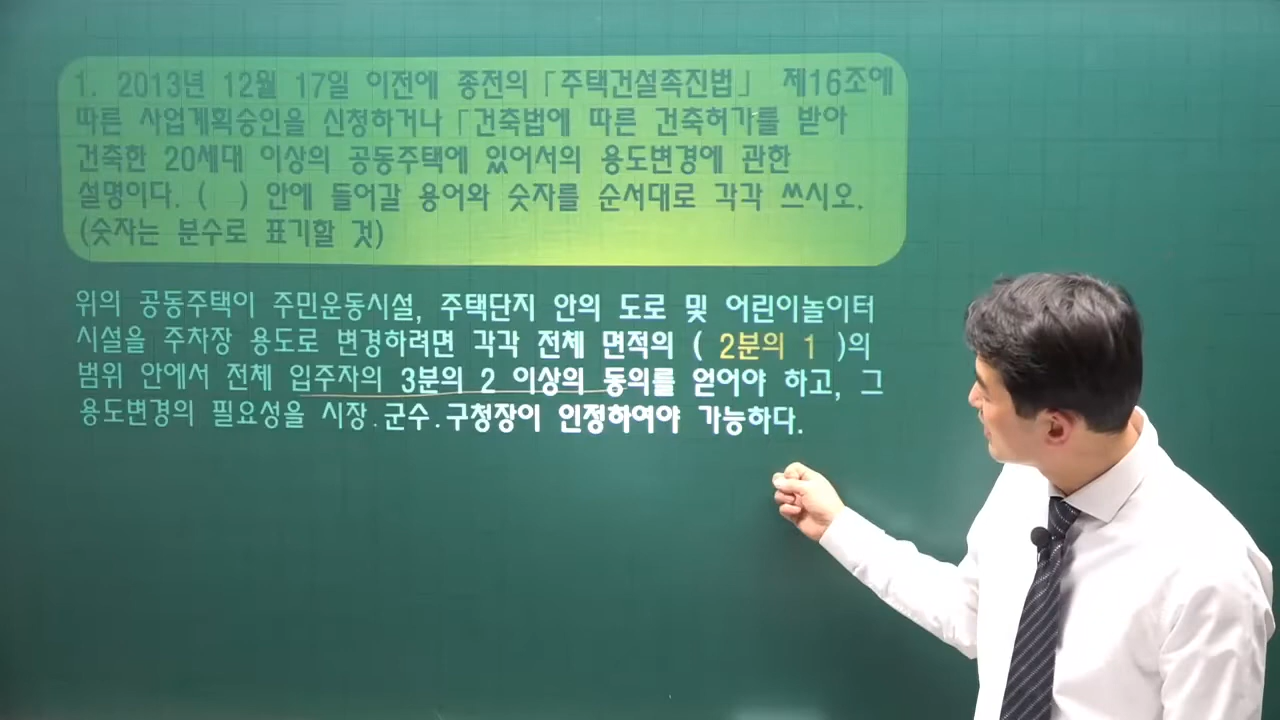 1. 2013년 12월 17일 이전에 종전의 「주택건설촉진법」 제16조에
따른 사업계획승인을 신청하거나 「건축법에 따른 건축허가를 받아
건축한 20세대 이상의 공동주택에 있어서의 용도변경에 관한
설명이다. ( ) 안에 들어갈 용어와 숫자를 순서대로 각각 쓰시오.
(숫자는 분수로 표기할 것)
위의 공동주택이 주민운동시설, 주택단지 안의 도로 및 어린이놀이터
시설을 주차장 용도로 변경하려면 각각 전체 면적의 ( 2분의 1 )의
범위 안에서 전체 입주자의 3분의 2 이상의 동의를 얻어야 하고, 그
용도변경의 필요성을 시장.군수.구청장이 인정하여야 가능하다.